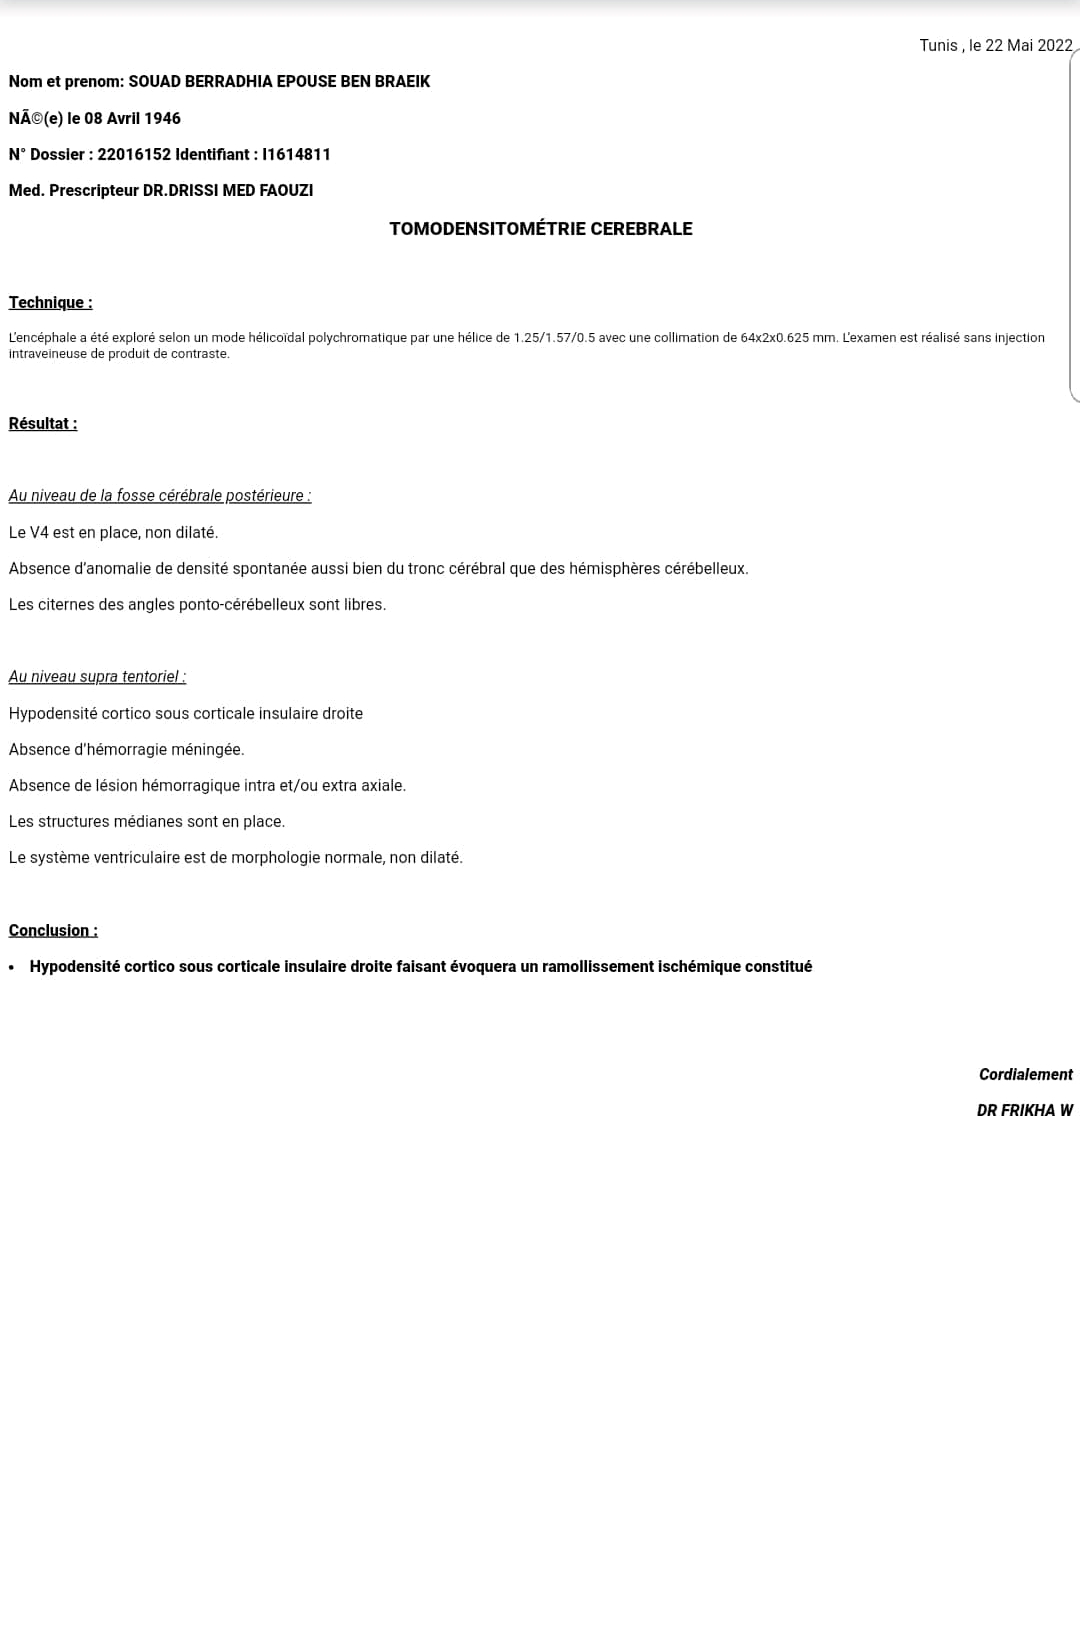 Tunis , le 22 Mai 2022
Nom et prenom: SOUAD BERRADHIA EPOUSE BEN BRAEIK
NÃ©(e) le 08 Avril 1946
N° Dossier : 22016152 Identifiant : I1614811
Med. Prescripteur DR.DRISSI MED FAOUZI
TOMODENSITOMÉTRIE CEREBRALE
Technique :
L'encéphale a été exploré selon un mode hélicoïdal polychromatique par une hélice de 1.25/1.57/0.5 avec une collimation de 64x2x0.625 mm. L'examen est réalisé sans injection
intraveineuse de produit de contraste.
Résultat :
Au niveau de la fosse cérébrale postérieure :
Le V4 est en place, non dilaté.
Absence d'anomalie de densité spontanée aussi bien du tronc cérébral que des hémisphères cérébelleux.
Les citernes des angles ponto-cérébelleux sont libres.
Au niveau supra tentoriel :
Hypodensité cortico sous corticale insulaire droite
Absence d'hémorragie méningée.
Absence de lésion hémorragique intra et/ou extra axiale.
Les structures médianes sont en place.
Le système ventriculaire est de morphologie normale, non dilaté.
Conclusion :
• Hypodensité cortico sous corticale insulaire droite faisant évoquera un ramollissement ischémique constitué
Cordialement
DR FRIKHA W